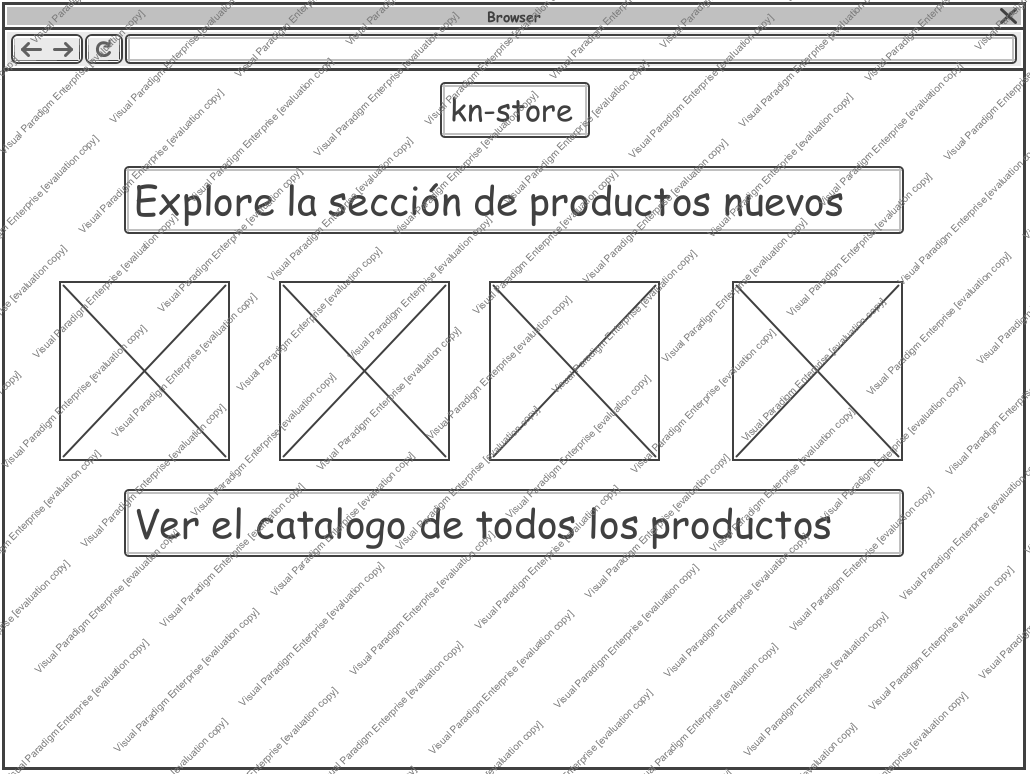 Browser
kn-store
Explore la sección de productos nuevos
Ver el catalogo de todos los productos
Visual Paradigm Enterprise [evaluation copy]